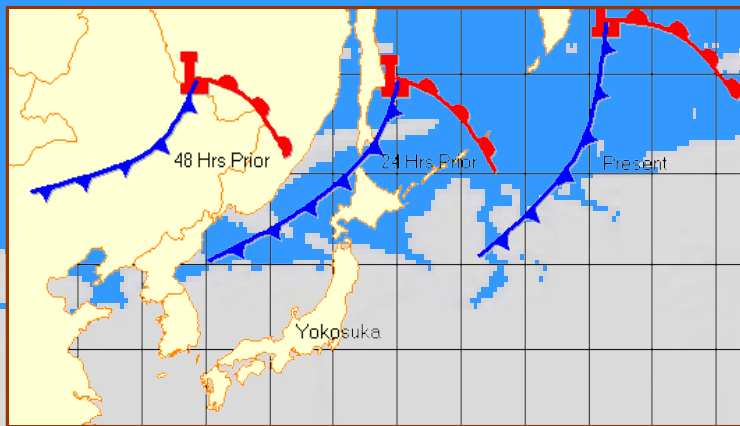 L
L
L
48 Hrs Prior
24 Hrs Prior
Present
Yokosuka